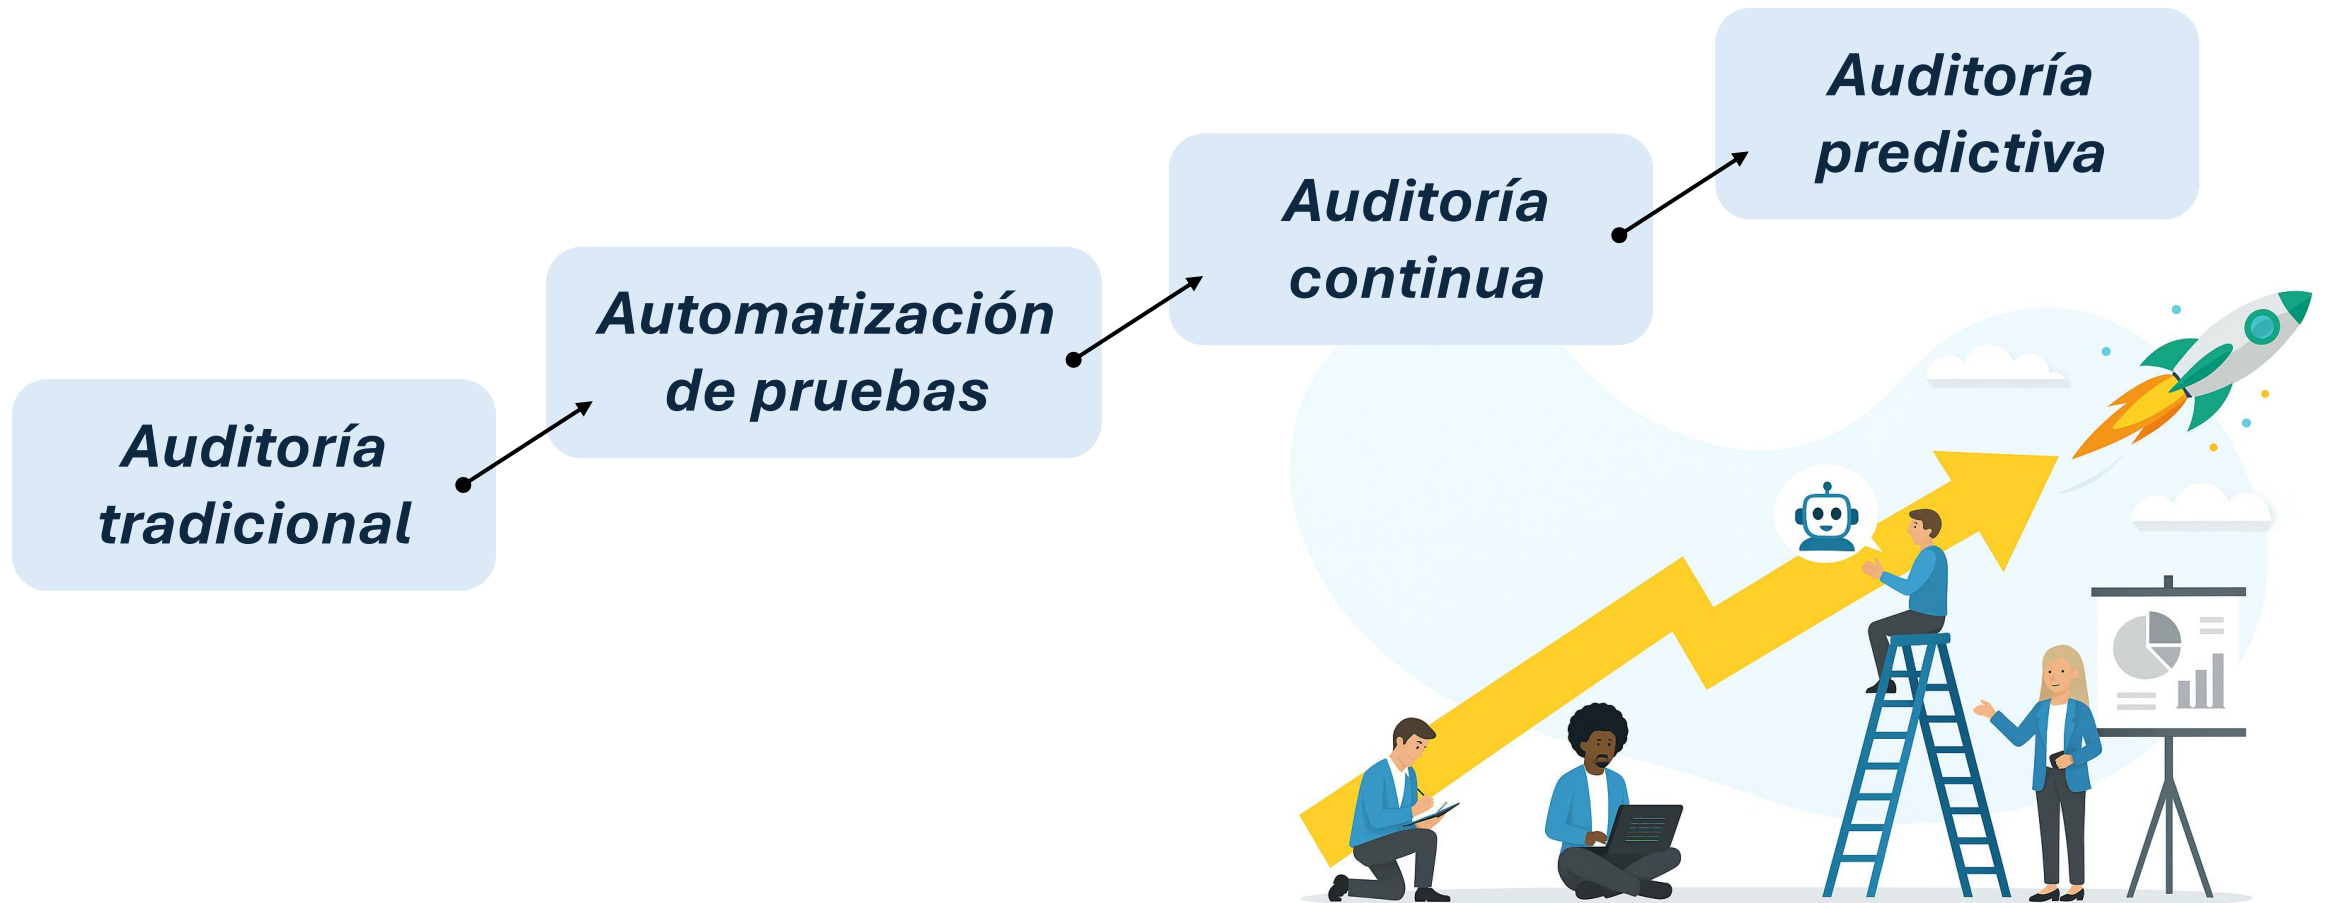 Auditoría
tradicional
Automatización
de pruebas
Auditoría
continua
Auditoría
predictiva